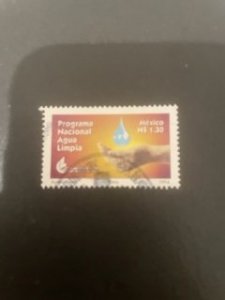 Programa
Nacional
Agua
Limpia
México
N$ 1.30